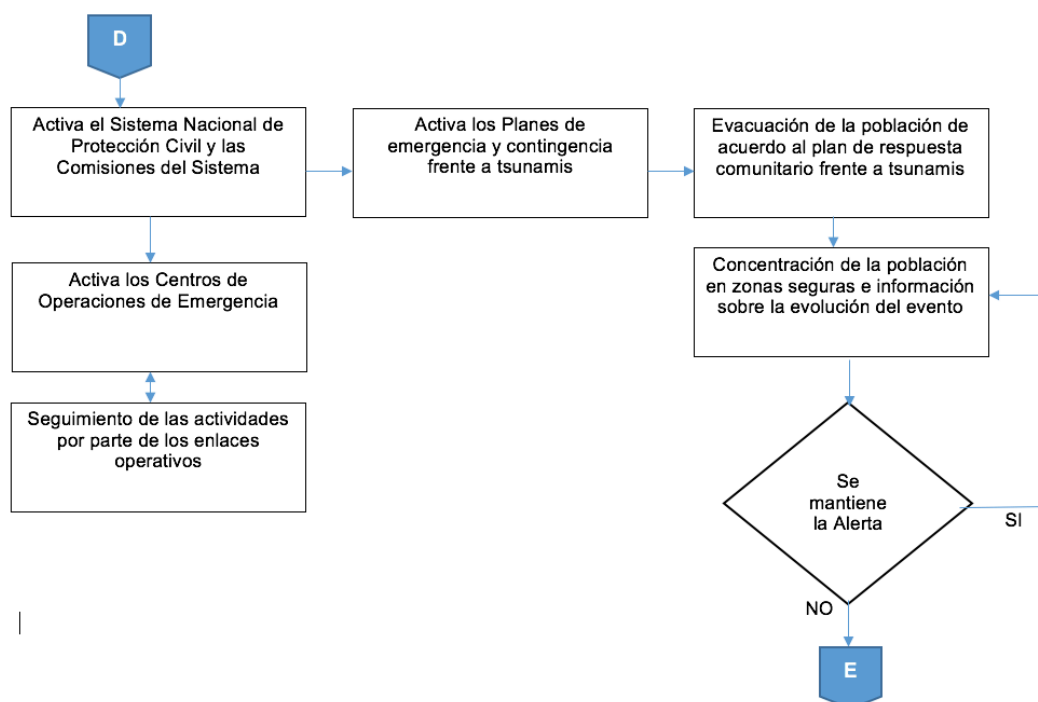 D
Activa el Sistema Nacional de
Protección Civil y las
Comisiones del Sistema
Activa los Planes de
emergencia y contingencia
frente a tsunamis
Evacuación de la población de
acuerdo al plan de respuesta
comunitario frente a tsunamis
Activa los Centros de
Operaciones de Emergencia
Concentración de la población
en zonas seguras e información
sobre la evolución del evento
Seguimiento de las actividades
por parte de los enlaces
operativos
Se
mantiene
la Alerta
SI
NO
E